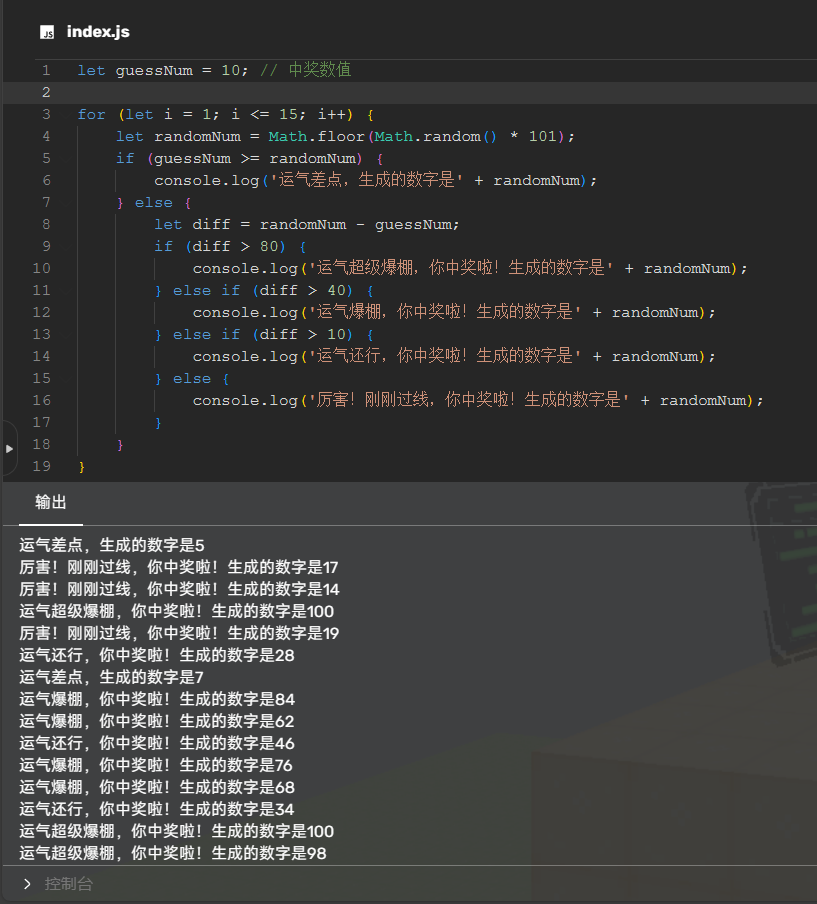 index.js
1 let guessNum = 10; // 中奖数值
2
3 for (let i = 1; i <= 15; i++) {
4 let randomNum = Math.floor(Math.random() * 101);
5 if (guessNum >= randomNum) {
6 console.log('运气差点，生成的数字是' + randomNum);
7 } else {
8 let diff = randomNum - guessNum;
9 if (diff > 80) {
10 console.log('运气超级爆棚，你中奖啦！生成的数字是' + randomNum);
11 } else if (diff > 40) {
12 console.log('运气爆棚，你中奖啦！生成的数字是' + randomNum);
13 } else if (diff > 10) {
14 console.log('运气还行，你中奖啦！生成的数字是' + randomNum);
15 } else {
16 console.log('厉害！刚刚过线，你中奖啦！生成的数字是' + randomNum);
17 }
18 }
19 }
输出
运气差点，生成的数字是5
厉害！刚刚过线，你中奖啦！生成的数字是17
厉害！刚刚过线，你中奖啦！生成的数字是14
运气超级爆棚，你中奖啦！生成的数字是100
厉害！刚刚过线，你中奖啦！生成的数字是19
运气还行，你中奖啦！生成的数字是28
运气差点，生成的数字是7
运气爆棚，你中奖啦！生成的数字是84
运气爆棚，你中奖啦！生成的数字是62
运气还行，你中奖啦！生成的数字是46
运气爆棚，你中奖啦！生成的数字是76
运气爆棚，你中奖啦！生成的数字是68
运气还行，你中奖啦！生成的数字是34
运气超级爆棚，你中奖啦！生成的数字是100
运气超级爆棚，你中奖啦！生成的数字是98
控制台